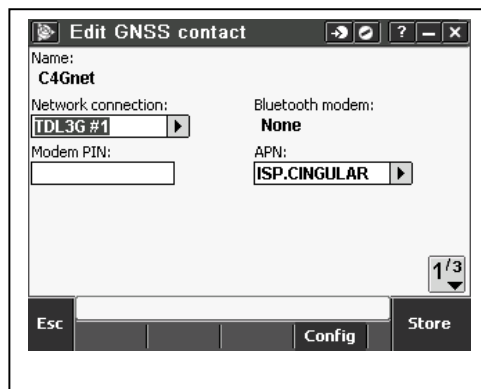 Edit GNSS contact ? – x
Name:
C4Gnet
Network connection: Bluetooth modem:
TDL3G #1 None
Modem PIN: APN:
ISP.CINGULAR
1/3
Esc Config Store